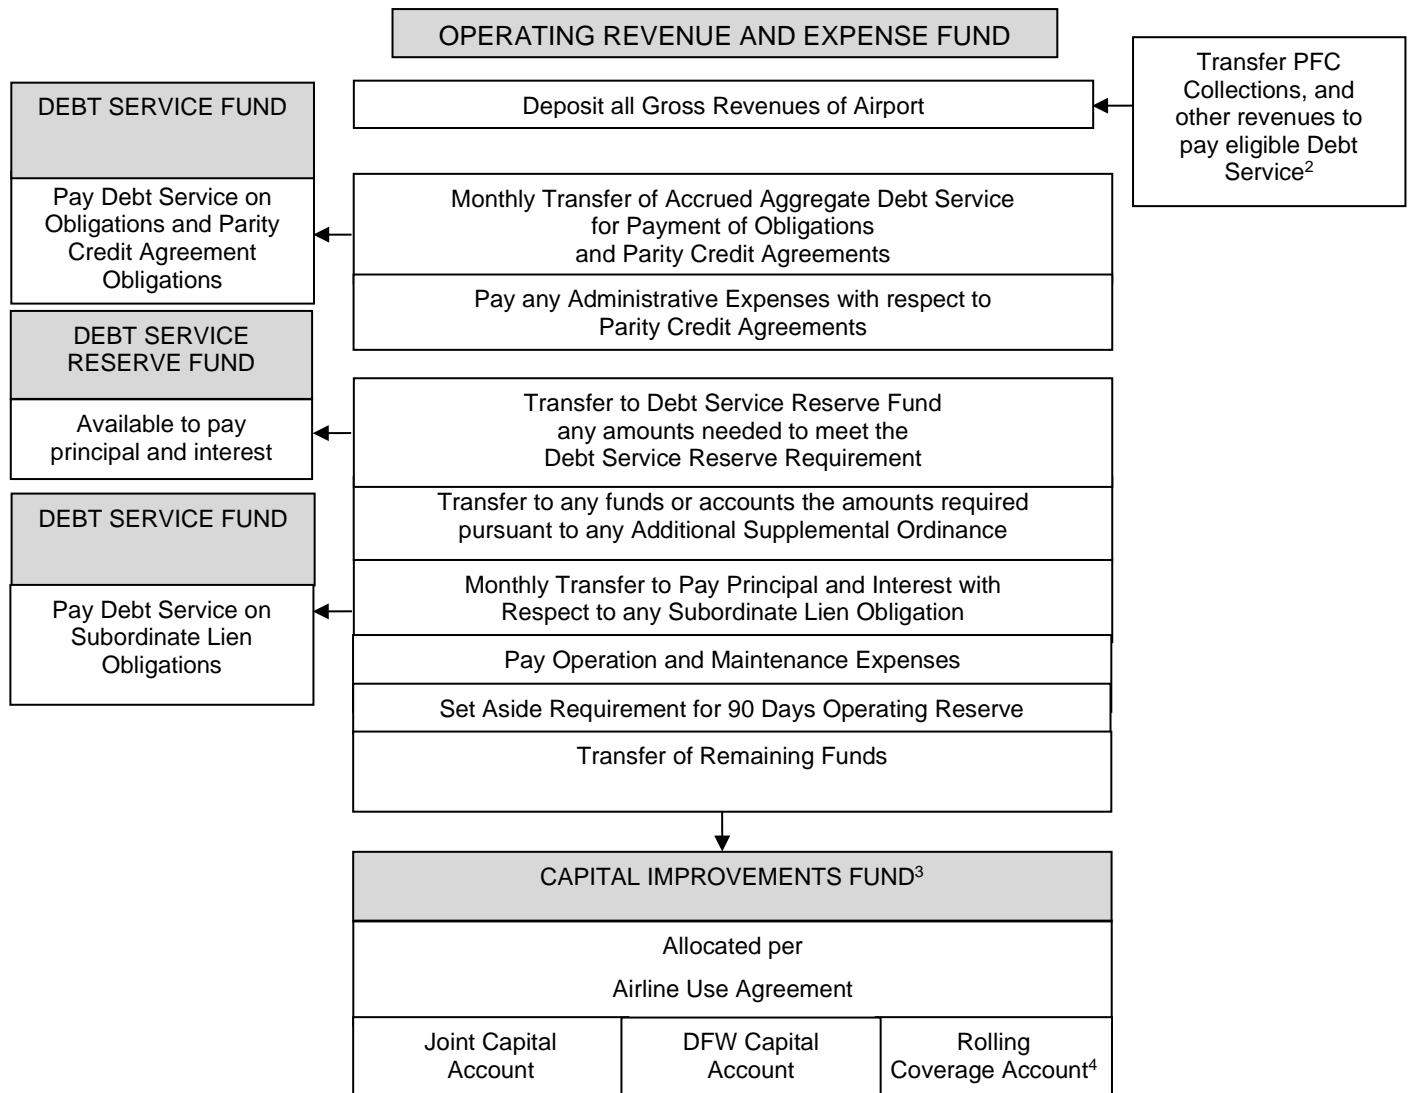 OPERATING REVENUE AND EXPENSE FUND
Transfer PFC
Collections, and
other revenues to
pay eligible Debt
Service²
Deposit all Gross Revenues of Airport
DEBT SERVICE FUND
Pay Debt Service on
Obligations and Parity
Credit Agreement
Obligations
Monthly Transfer of Accrued Aggregate Debt Service
for Payment of Obligations
and Parity Credit Agreements
Pay any Administrative Expenses with respect to
Parity Credit Agreements
DEBT SERVICE
RESERVE FUND
Available to pay
principal and interest
Transfer to Debt Service Reserve Fund
any amounts needed to meet the
Debt Service Reserve Requirement
Transfer to any funds or accounts the amounts required
pursuant to any Additional Supplemental Ordinance
DEBT SERVICE FUND
Pay Debt Service on
Subordinate Lien
Obligations
Monthly Transfer to Pay Principal and Interest with
Respect to any Subordinate Lien Obligation
Pay Operation and Maintenance Expenses
Set Aside Requirement for 90 Days Operating Reserve
Transfer of Remaining Funds
CAPITAL IMPROVEMENTS FUND³
Allocated per
Airline Use Agreement
Joint Capital
Account
DFW Capital
Account
Rolling
Coverage Account⁴